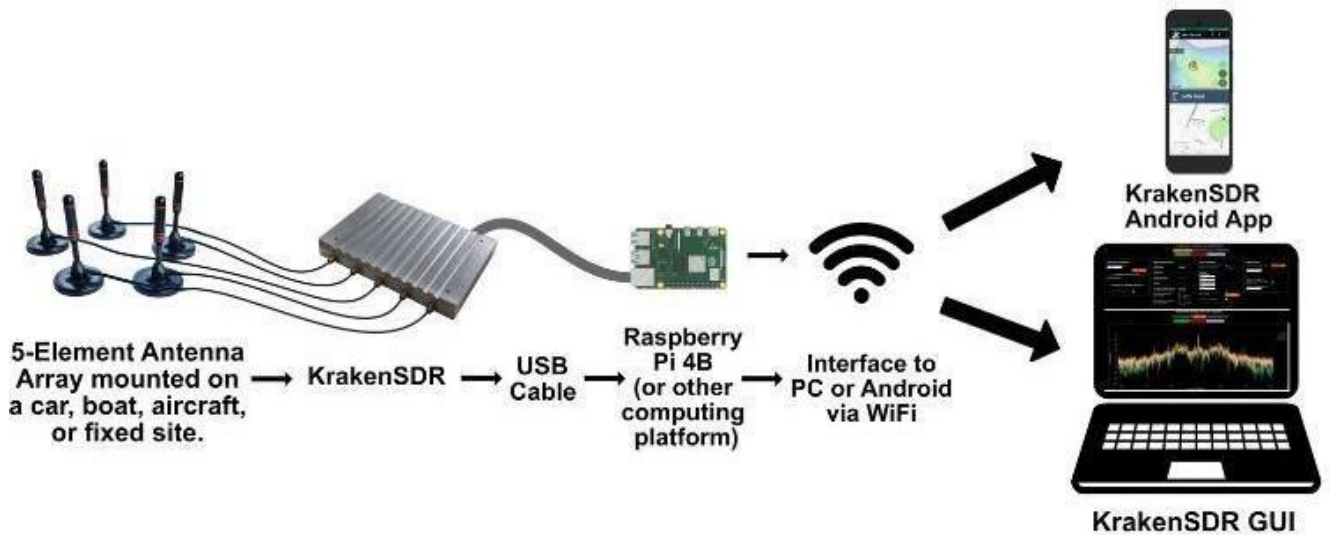 5-Element Antenna
Array mounted on
a car, boat, aircraft,
or fixed site.
KrakenSDR
USB
Cable
Raspberry
Pi 4B
(or other
computing
platform)
Interface to
PC or Android
via WiFi
KrakenSDR
Android App
KrakenSDR GUI